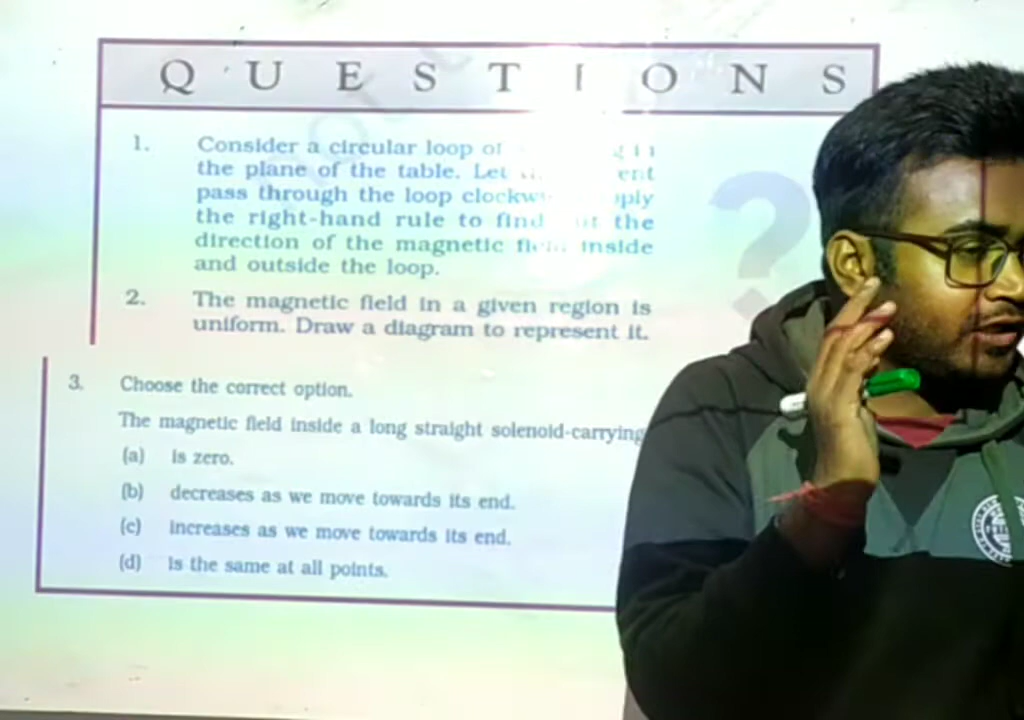 QUESTIONS
1. Consider a circular loop of
the plane of the table. Let
pass through the loop
the right-hand rule to find the
direction of the magnetic inside
and outside the loop.
2. The magnetic field in a given region is
uniform. Draw a diagram to represent it.
3. Choose the correct option.
The magnetic field inside a long straight solenoid-carrying
(a) is zero.
(b) decreases as we move towards its end.
(c) increases as we move towards its end.
(d) is the same at all points.
?